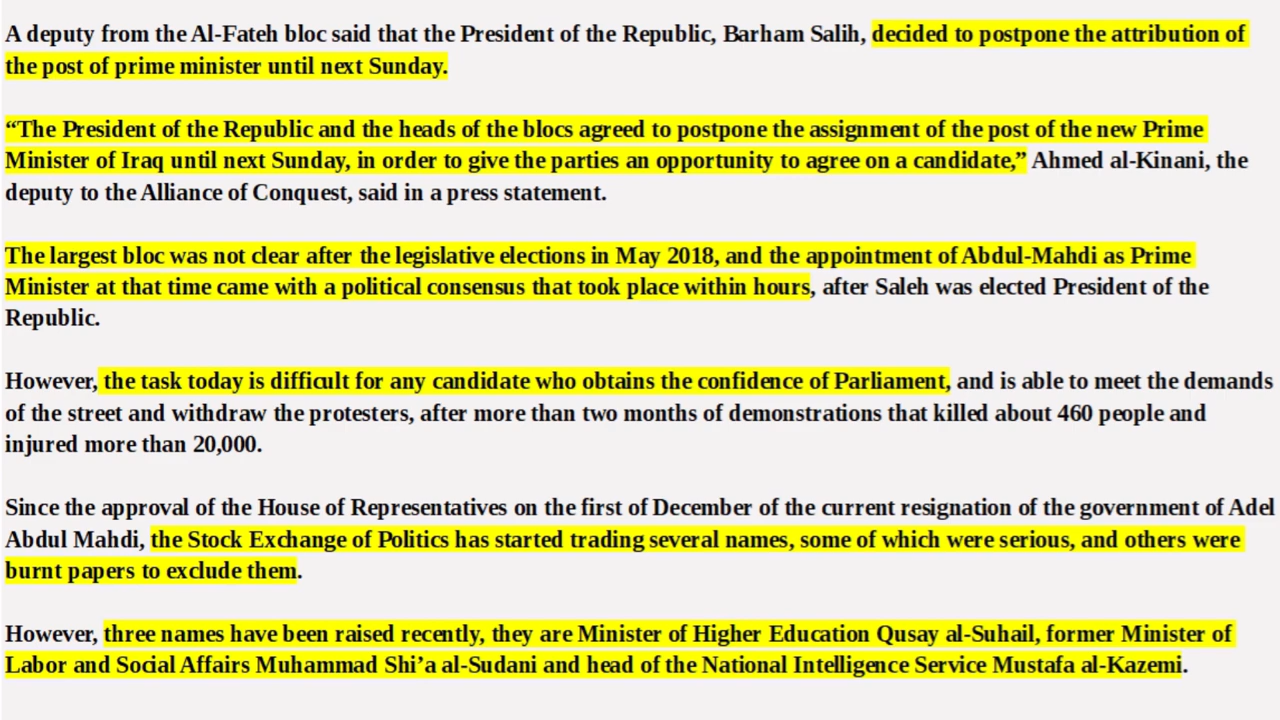 A deputy from the Al-Fateh bloc said that the President of the Republic, Barham Salih, decided to postpone the attribution of
the post of prime minister until next Sunday.
“The President of the Republic and the heads of the blocs agreed to postpone the assignment of the post of the new Prime
Minister of Iraq until next Sunday, in order to give the parties an opportunity to agree on a candidate,” Ahmed al-Kinani, the
deputy to the Alliance of Conquest, said in a press statement.
The largest bloc was not clear after the legislative elections in May 2018, and the appointment of Abdul-Mahdi as Prime
Minister at that time came with a political consensus that took place within hours, after Saleh was elected President of the
Republic.
However, the task today is difficult for any candidate who obtains the confidence of Parliament, and is able to meet the demands
of the street and withdraw the protesters, after more than two months of demonstrations that killed about 460 people and
injured more than 20,000.
Since the approval of the House of Representatives on the first of December of the current resignation of the government of Adel
Abdul Mahdi, the Stock Exchange of Politics has started trading several names, some of which were serious, and others were
burnt papers to exclude them.
However, three names have been raised recently, they are Minister of Higher Education Qusay al-Suhail, former Minister of
Labor and Social Affairs Muhammad Shi’a al-Sudani and head of the National Intelligence Service Mustafa al-Kazemi.